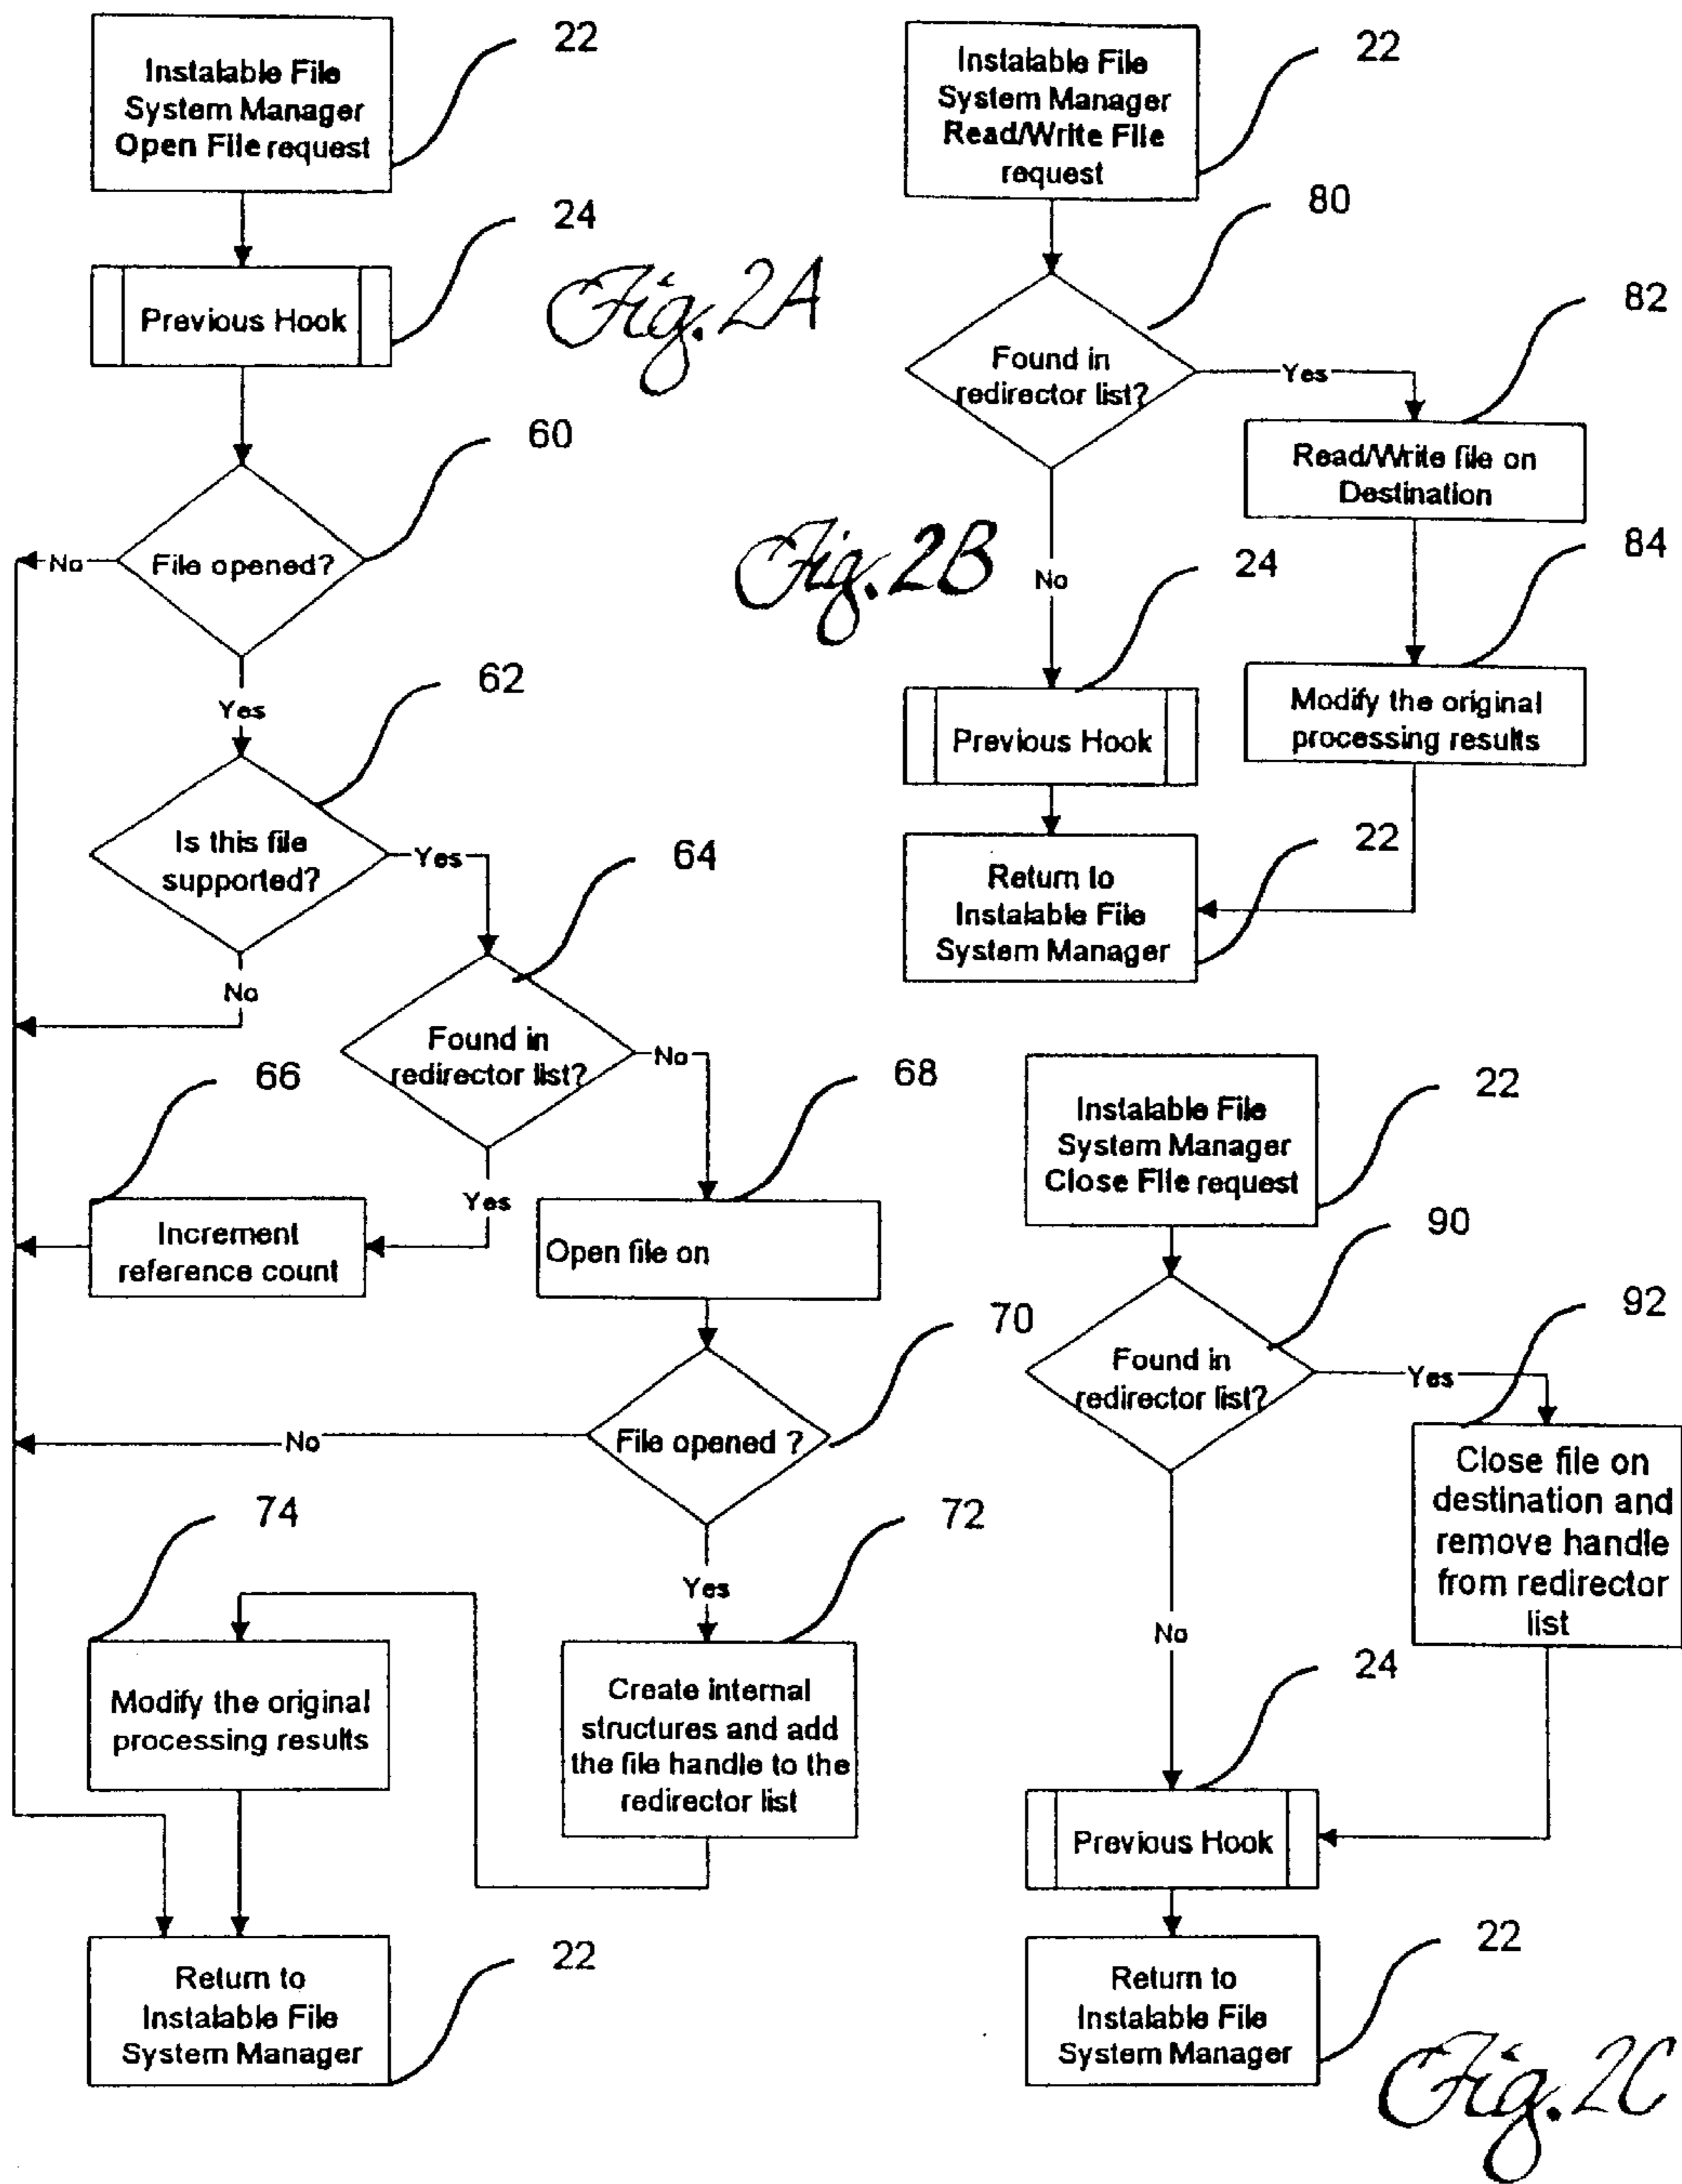 22
Instalable File
System Manager
Open File request
24
Previous Hook
Fig. 2A
60
File opened?
No
Yes
62
Is this file
supported?
Yes
No
64
Found in
redirector list?
No
Yes
66
Increment
reference count
68
Open file on
70
File opened ?
No
Yes
72
Create internal
structures and add
the file handle to the
redirector list
74
Modify the original
processing results
22
Return to
Instalable File
System Manager
22
Instalable File
System Manager
Read/Write File
request
80
Found in
redirector list?
Yes
No
82
Read/Write file on
Destination
84
Modify the original
processing results
Fig. 2B
24
Previous Hook
22
Return to
Instalable File
System Manager
22
Instalable File
System Manager
Close File request
90
Found in
redirector list?
Yes
No
92
Close file on
destination and
remove handle
from redirector
list
24
Previous Hook
22
Return to
Instalable File
System Manager
Fig. 2C